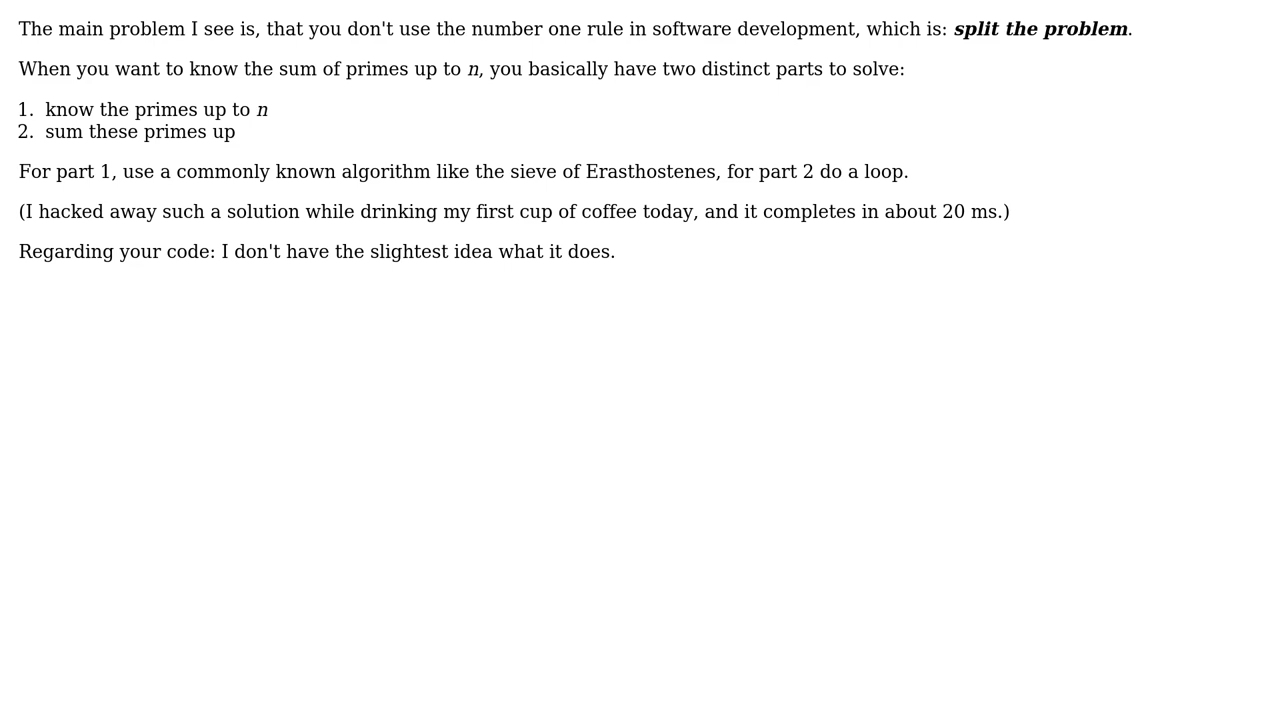 The main problem I see is, that you don't use the number one rule in software development, which is: split the problem.
When you want to know the sum of primes up to n, you basically have two distinct parts to solve:
1. know the primes up to n
2. sum these primes up
For part 1, use a commonly known algorithm like the sieve of Erasthostenes, for part 2 do a loop.
(I hacked away such a solution while drinking my first cup of coffee today, and it completes in about 20 ms.)
Regarding your code: I don't have the slightest idea what it does.